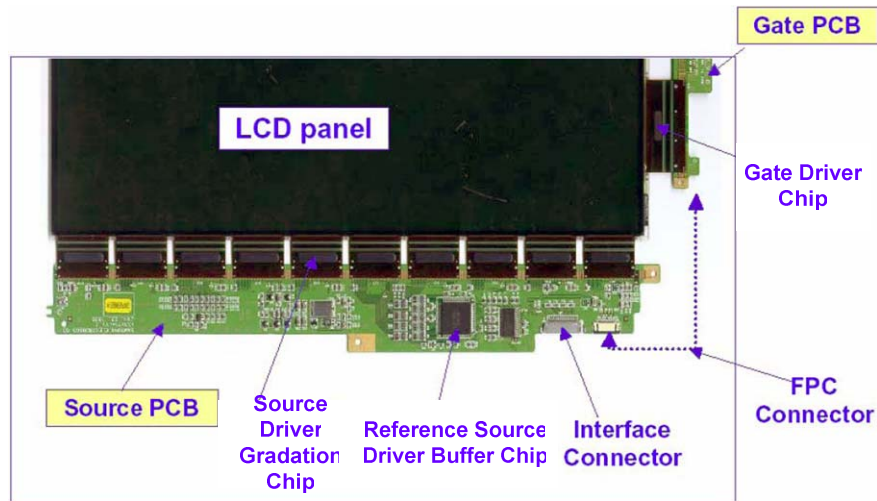 Gate PCB
LCD panel
Gate Driver
Chip
Source PCB
Source
Driver
Gradation
Chip
Reference Source
Driver Buffer Chip
Interface
Connector
FPC
Connector